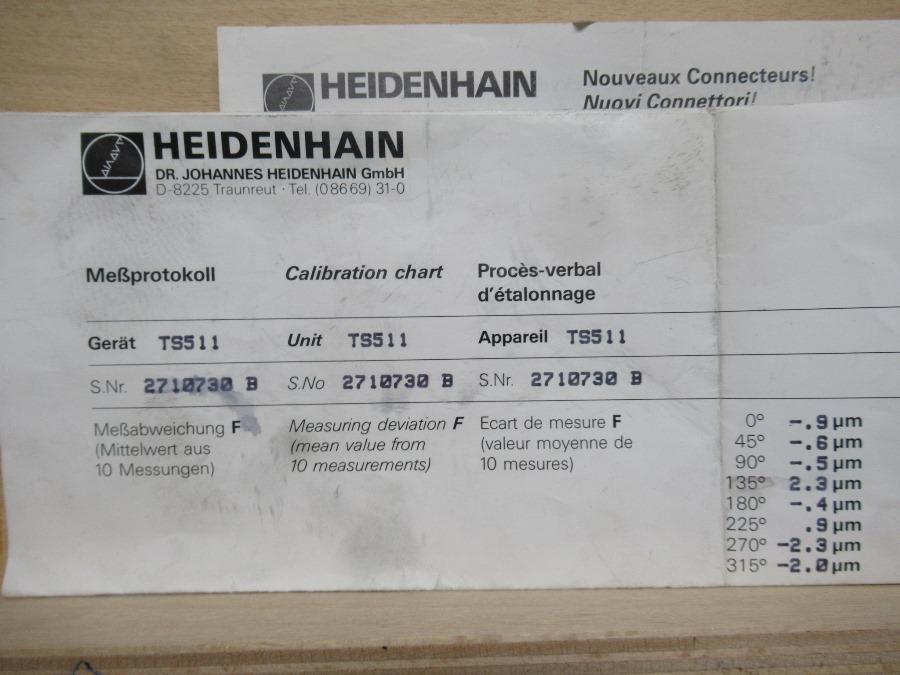 HEIDENHAIN
Nouveaux Connecteurs!
Nuovi Connettori!
HEIDENHAIN
DR. JOHANNES HEIDENHAIN GmbH
D-8225 Traunreut · Tel. (08669) 31-0
Meßprotokoll Calibration chart Procès-verbal
d'étalonnage
Gerät TS511 Unit TS511 Appareil TS511
S.Nr. 2710730 B S.No 2710730 B S.Nr. 2710730 B
Meßabweichung F
(Mittelwert aus
10 Messungen)
Measuring deviation F
(mean value from
10 measurements)
Ecart de mesure F
(valeur moyenne de
10 mesures)
0° -.9 µm
45° -.6 µm
90° -.5 µm
135° 2.3 µm
180° -.4 µm
225° .9 µm
270° -2.3 µm
315° -2.0 µm